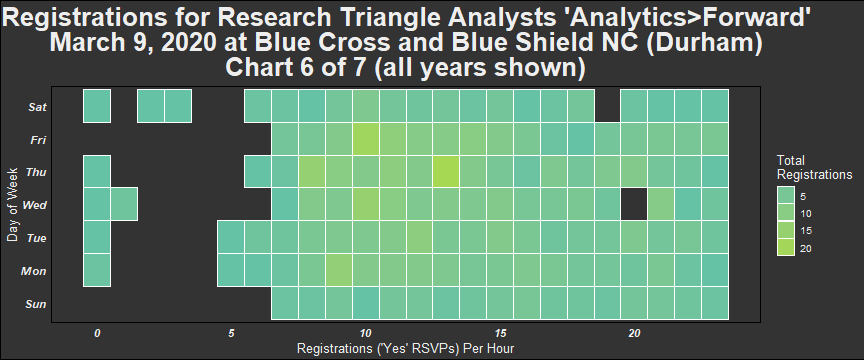 Registrations for Research Triangle Analysts 'Analytics>Forward'
March 9, 2020 at Blue Cross and Blue Shield NC (Durham)
Chart 6 of 7 (all years shown)
Sat
Fri
Thu
Wed
Tue
Mon
Sun
Day of Week
0
5
10
15
20
Registrations ('Yes' RSVPs) Per Hour
Total
Registrations
5
10
15
20